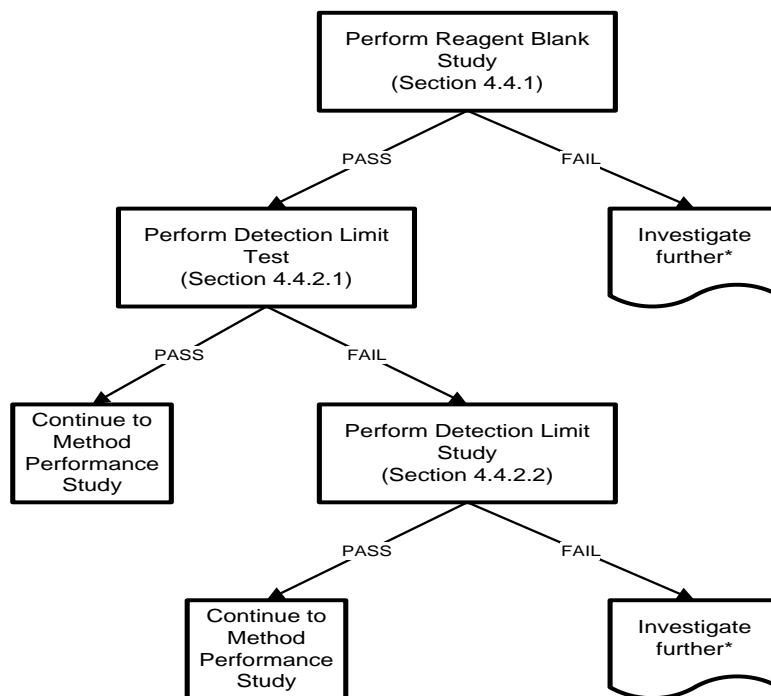 Perform Reagent Blank
Study
(Section 4.4.1)
PASS
FAIL
Perform Detection Limit
Test
(Section 4.4.2.1)
Investigate
further*
PASS
FAIL
Continue to
Method
Performance
Study
Perform Detection Limit
Study
(Section 4.4.2.2)
PASS
FAIL
Continue to
Method
Performance
Study
Investigate
further*